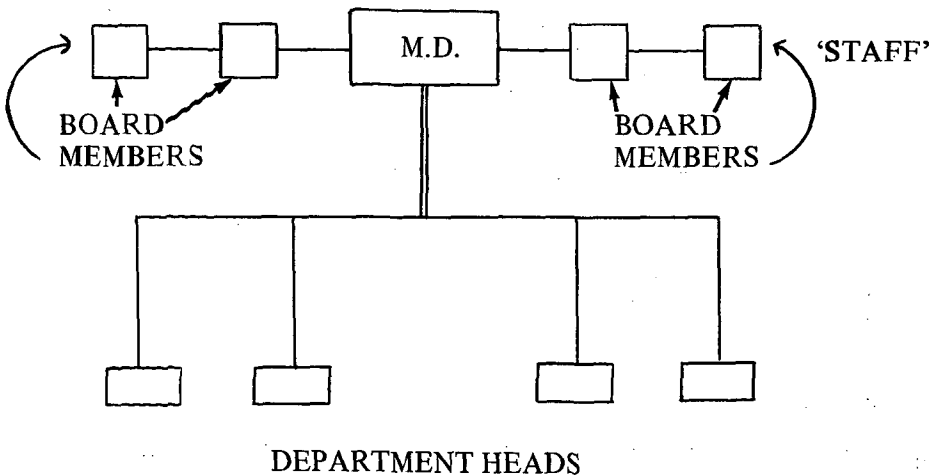 M.D.
'STAFF'
BOARD
MEMBERS
BOARD
MEMBERS
DEPARTMENT HEADS